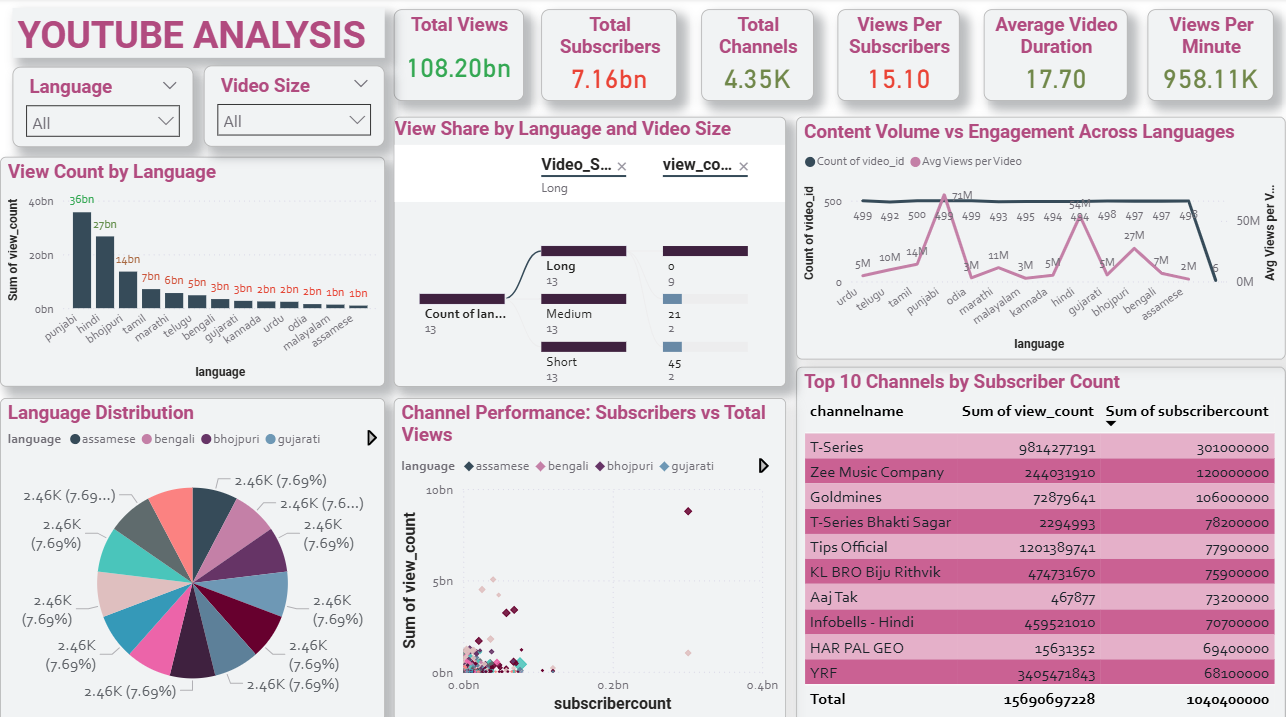 YOUTUBE ANALYSIS
Language
All
Video Size
All
Total Views
108.20bn
Total
Subscribers
7.16bn
Total
Channels
4.35K
Views Per
Subscribers
15.10
Average Video
Duration
17.70
Views Per
Minute
958.11K
View Count by Language
Sum of view_count
40bn
20bn
0bn
36bn
27bn
14bn
7bn
6bn
5bn
3bn
3bn
2bn
2bn
2bn
1bn
1bn
punjabi
hindi
bhojpuri
tamil
marathi
telugu
bengali
gujarati
kannada
urdu
odia
malayalam
assamese
language
View Share by Language and Video Size
Video_S...
Long
view_co...
Count of lan...
13
Long
13
Medium
13
Short
13
0
9
21
2
45
2
Content Volume vs Engagement Across Languages
Count of video_id
Avg Views per Video
Count of video_id
500
0
499
492
500
499
499
493
495
494
494
498
497
497
498
6
5M
10M
14M
71M
3M
11M
3M
5M
54M
5M
27M
7M
2M
50M
0M
Avg Views per V...
urdu
telugu
tamil
punjabi
odia
marathi
malayalam
kannada
hindi
gujarati
bhojpuri
bengali
assamese
language
Language Distribution
language assamese bengali bhojpuri gujarati
2.46K (7.69%)
2.46K (7.6...)
2.46K
(7.69%)
2.46K
(7.69%)
2.46K
(7.69%)
2.46K (7.69%)
2.46K (7.69%)
2.46K
(7.69%)
2.46K
(7.69%)
2.46K
(7.69%)
2.46K (7.69...)
Channel Performance: Subscribers vs Total
Views
language assamese bengali bhojpuri gujarati
Sum of view_count
10bn
5bn
0bn
0.0bn
0.2bn
0.4bn
subscribercount
Top 10 Channels by Subscriber Count
channelname Sum of view_count Sum of subscribercount
T-Series 9814277191 301000000
Zee Music Company 244031910 120000000
Goldmines 72879641 106000000
T-Series Bhakti Sagar 2294993 78200000
Tips Official 1201389741 77900000
KL BRO Biju Rithvik 474731670 75900000
Aaj Tak 467877 73200000
Infobells - Hindi 459521010 70700000
HAR PAL GEO 15631352 69400000
YRF 3405471843 68100000
Total 15690697228 1040400000